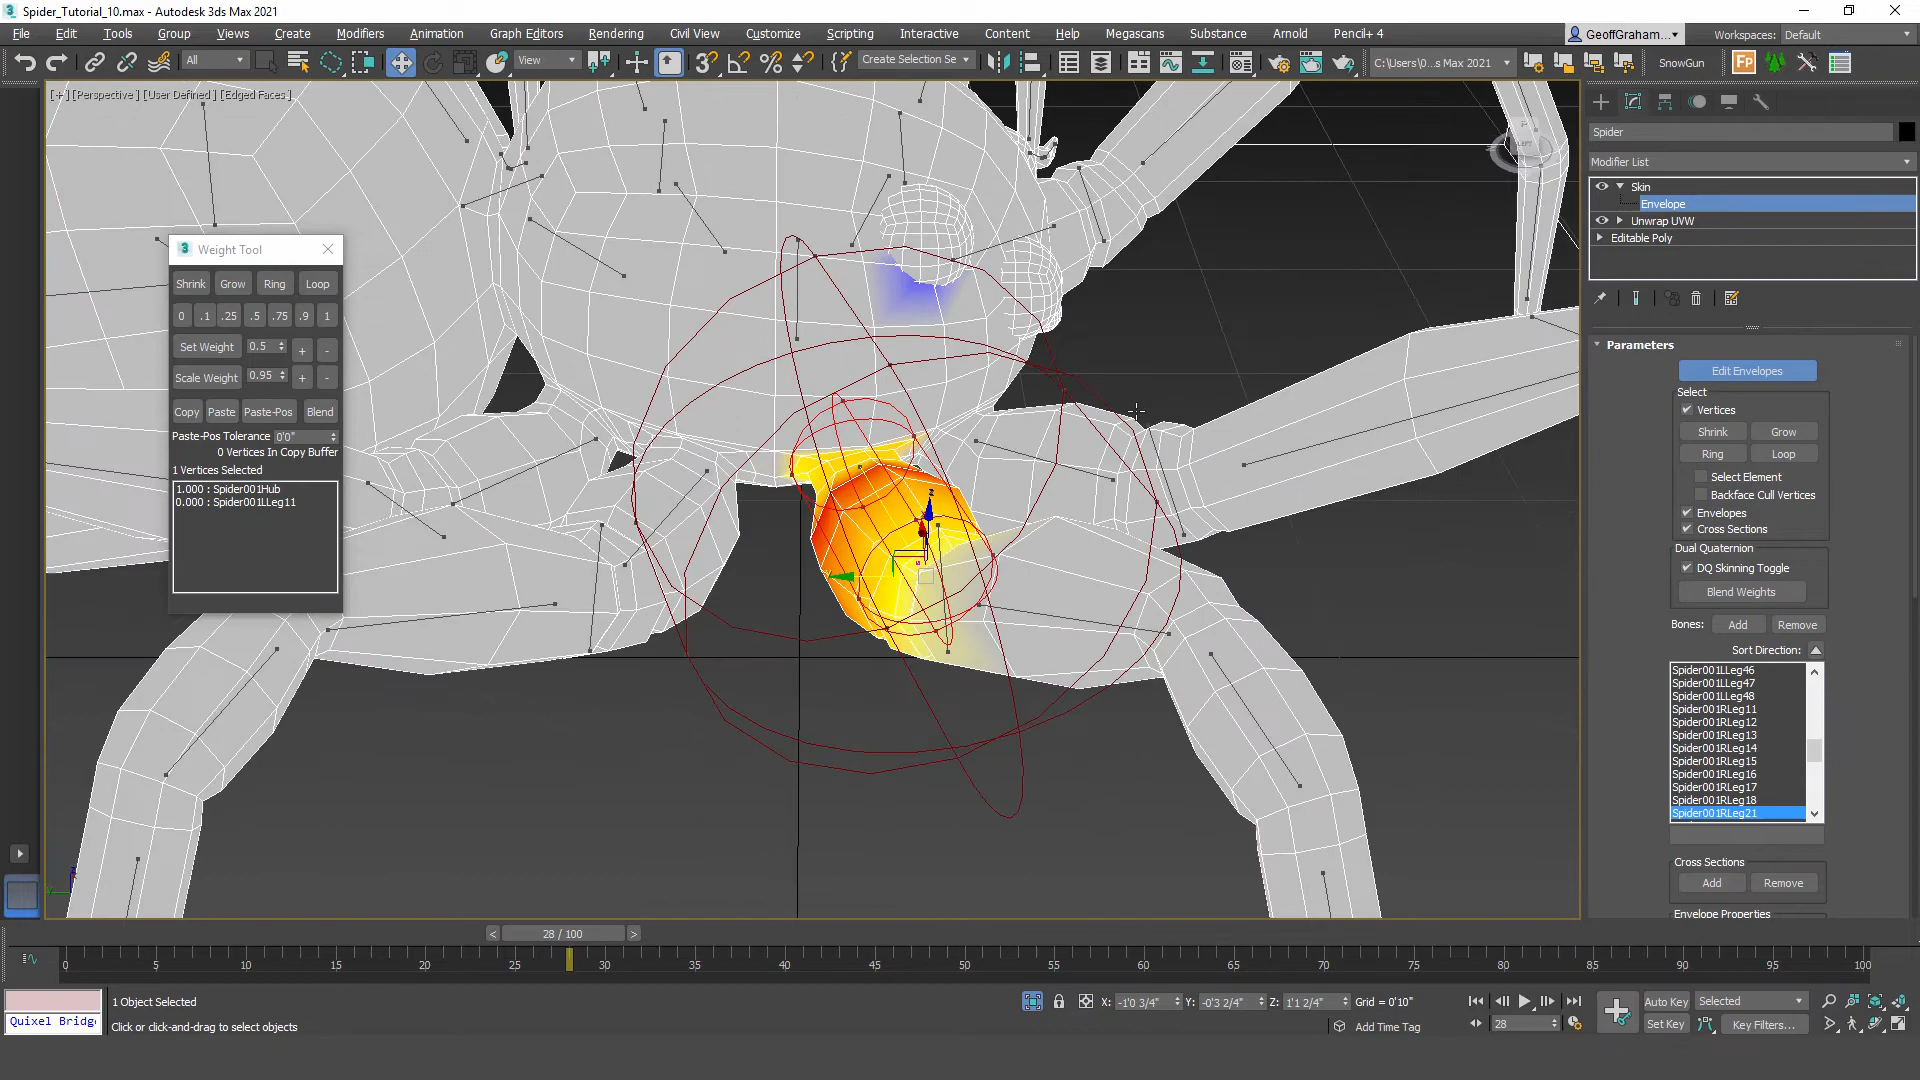 Spider_Tutorial_10.max - Autodesk 3ds Max 2021
File Edit Tools Group Views Create Modifiers Animation Graph Editors Rendering Civil View Customize Scripting Interactive Content Help Megascans Substance Arnold Pencil+ 4
GeoffGraham... Workspaces: Default
All View Create Selection Se C:\Users\0...s Max 2021 SnowGun
[+] [Perspective] [User Defined] [Edged Faces]
Weight Tool
Shrink Grow Ring Loop
0 .1 .25 .5 .75 .9 1
Set Weight 0.5 + -
Scale Weight 0.95 + -
Copy Paste Paste-Pos Blend
Paste-Pos Tolerance 0'0"
0 Vertices In Copy Buffer
1 Vertices Selected
1.000 : Spider001Hub
0.000 : Spider001LLeg11
Spider
Modifier List
Skin
Envelope
Unwrap UVW
Editable Poly
Parameters
Edit Envelopes
Select
Vertices
Shrink Grow
Ring Loop
Select Element
Backface Cull Vertices
Envelopes
Cross Sections
Dual Quaternion
DQ Skinning Toggle
Blend Weights
Bones: Add Remove
Sort Direction:
Spider001LLeg46
Spider001LLeg47
Spider001LLeg48
Spider001RLeg11
Spider001RLeg12
Spider001RLeg13
Spider001RLeg14
Spider001RLeg15
Spider001RLeg16
Spider001RLeg17
Spider001RLeg18
Spider001RLeg21
Cross Sections
Add Remove
Envelope Properties
< 28 / 100 >
0 5 10 15 20 25 30 35 40 45 50 55 60 65 70 75 80 85 90 95 100
1 Object Selected
Quixel Bridg
Click or click-and-drag to select objects
X: -1'0 3/4" Y: -0'3 2/4" Z: 1'1 2/4" Grid = 0'10"
Add Time Tag
28
Auto Key Selected
Set Key Key Filters...